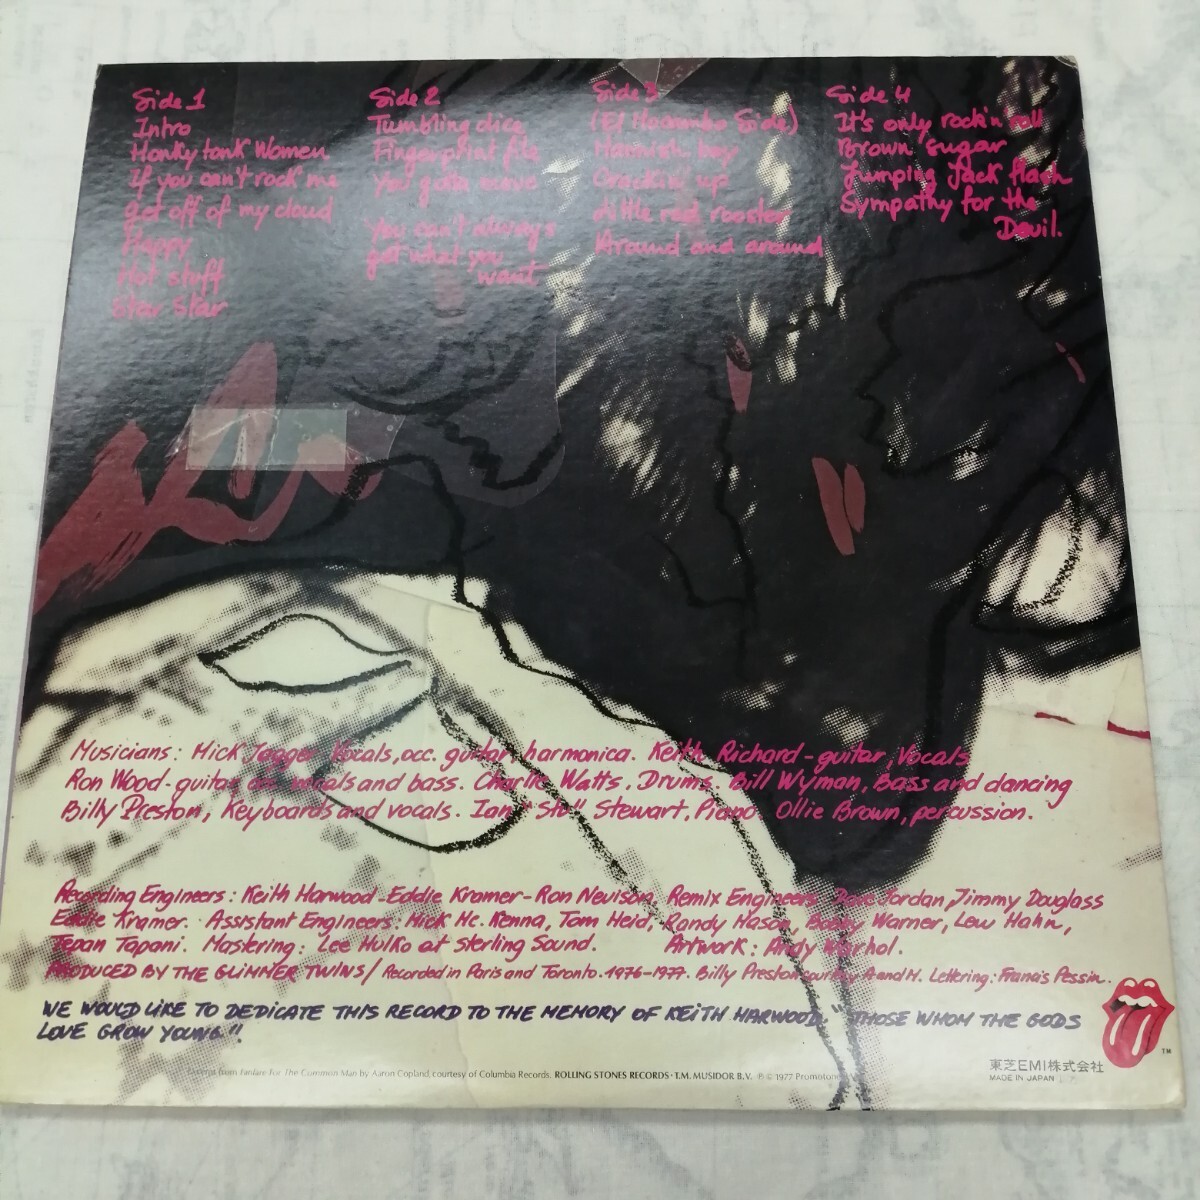 Side 1
Intro
Honky tonk Women
If you can't rock me
get off of my cloud
Happy
Hot stuff
Star Star
Side 2
Tumbling dice
Fingerprint file
You gotta move
You can't always
get what you
want
Side 3
(El Mocambo Side)
Mannish boy
Crackin' up
Little red rooster
Around and around
Side 4
It's only rock'n roll
Brown sugar
Jumping Jack flash
Sympathy for the
Devil.
Musicians: Mick Jagger Vocals, occ. guitar, harmonica. Keith Richard - guitar, Vocals
Ron Wood - guitar occ. vocals and bass. Charlie Watts, Drums. Bill Wyman, Bass and dancing
Billy Preston, Keyboards and vocals. Ian "Stu" Stewart, Piano Ollie Brown, percussion.
Recording Engineers: Keith Harwood - Eddie Kramer - Ron Nevison, Remix Engineers Dave Jordan, Jimmy Douglass
Eddie Kramer. Assistant Engineers: Mick Mc. Kenna, Tom Heid, Randy Mason, Bobby Warner, Lew Hahn,
Tepan Tapani. Mastering: Lee Hulko at Sterling Sound. Artwork: Andy Warhol.
PRODUCED BY THE GLIMMER TWINS/ Recorded in Paris and Toronto. 1976-1977. Billy Preston courtesy A and M. Lettering: Francis Pessin.
WE WOULD LIKE TO DEDICATE THIS RECORD TO THE MEMORY OF KEITH HARWOOD, "THOSE WHOM THE GODS
LOVE GROW YOUNG"!
Excerpt from Fanfare For The Common Man by Aaron Copland, courtesy of Columbia Records. ROLLING STONES RECORDS · T.M. MUSIDOR B.V. ℗ © 1977 Promotone
TM
東芝EMI株式会社
MADE IN JAPAN